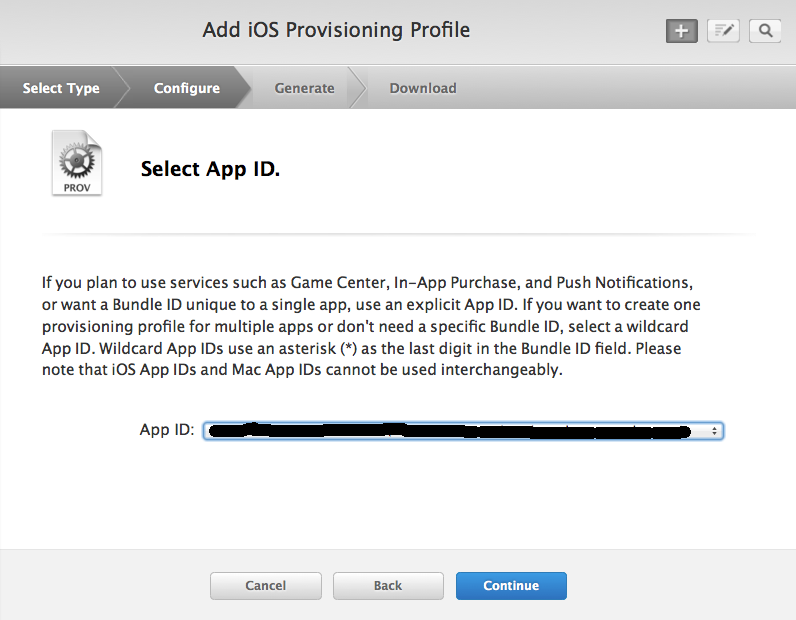 Add iOS Provisioning Profile
Select Type
Configure
Generate
Download
PROV
Select App ID.
If you plan to use services such as Game Center, In-App Purchase, and Push Notifications,
or want a Bundle ID unique to a single app, use an explicit App ID. If you want to create one
provisioning profile for multiple apps or don't need a specific Bundle ID, select a wildcard
App ID. Wildcard App IDs use an asterisk (*) as the last digit in the Bundle ID field. Please
note that iOS App IDs and Mac App IDs cannot be used interchangeably.
App ID:
Cancel
Back
Continue